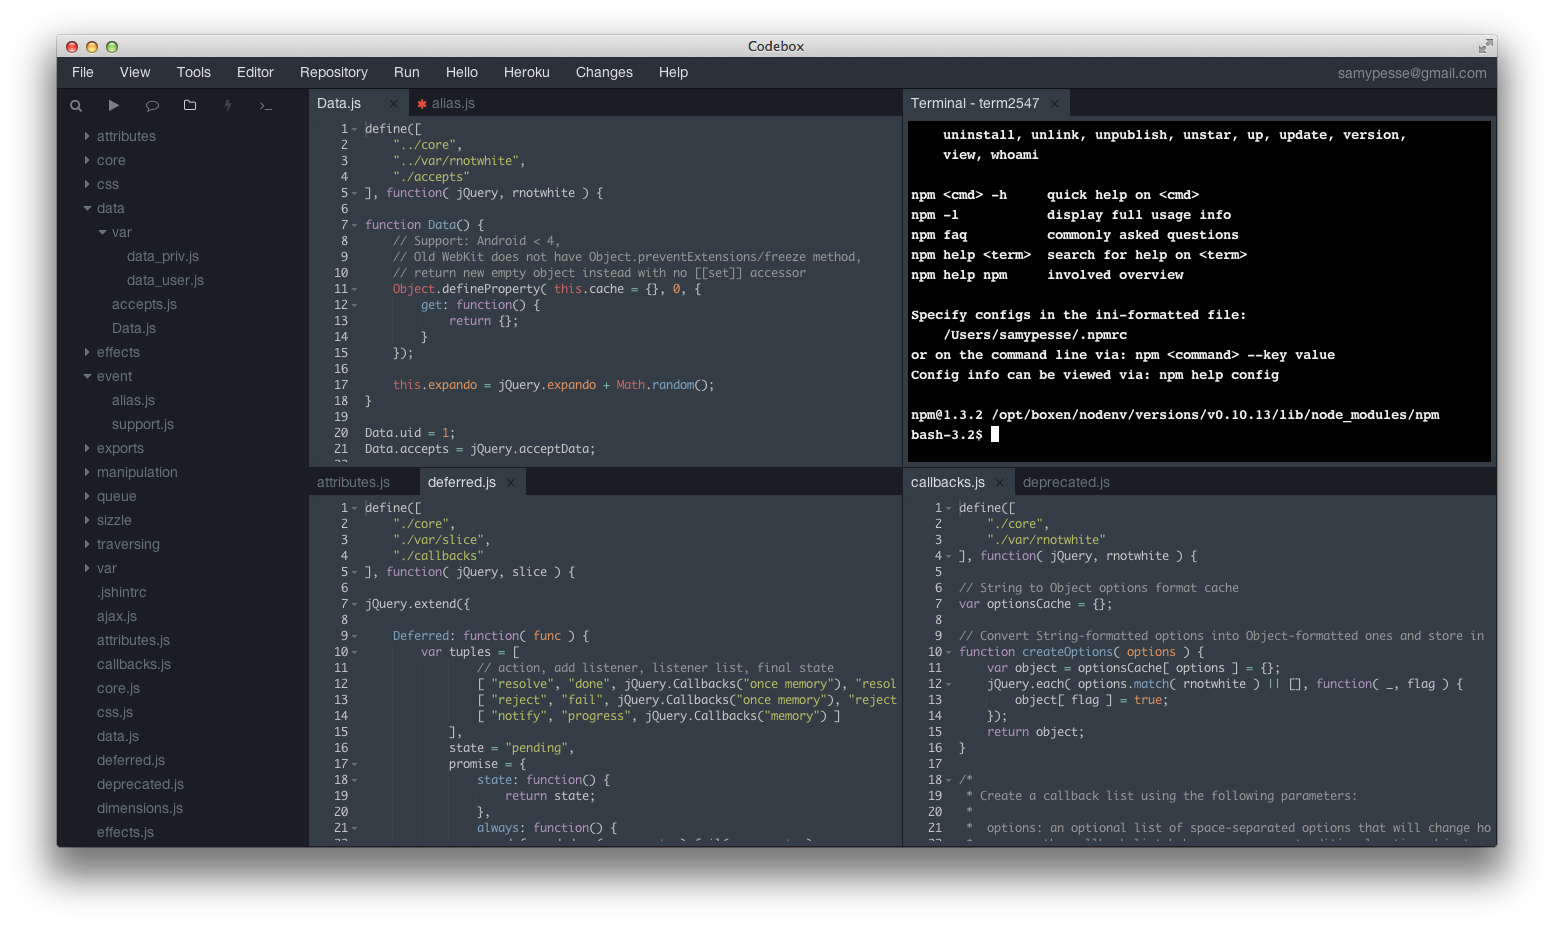 Codebox
File View Tools Editor Repository Run Hello Heroku Changes Help samypesse@gmail.com
attributes
core
css
data
var
data_priv.js
data_user.js
accepts.js
Data.js
effects
event
alias.js
support.js
exports
manipulation
queue
sizzle
traversing
var
.jshintrc
ajax.js
attributes.js
callbacks.js
core.js
css.js
data.js
deferred.js
deprecated.js
dimensions.js
effects.js
Data.js × ✱ alias.js
1 define([
2 "../core",
3 "../var/rnotwhite",
4 "./accepts"
5 ], function( jQuery, rnotwhite ) {
6
7 function Data() {
8 // Support: Android < 4,
9 // Old WebKit does not have Object.preventExtensions/freeze method,
10 // return new empty object instead with no [[set]] accessor
11 Object.defineProperty( this.cache = {}, 0, {
12 get: function() {
13 return {};
14 }
15 });
16
17 this.expando = jQuery.expando + Math.random();
18 }
19
20 Data.uid = 1;
21 Data.accepts = jQuery.acceptData;
Terminal - term2547 ×
uninstall, unlink, unpublish, unstar, up, update, version,
view, whoami
npm <cmd> -h quick help on <cmd>
npm -l display full usage info
npm faq commonly asked questions
npm help <term> search for help on <term>
npm help npm involved overview
Specify configs in the ini-formatted file:
/Users/samypesse/.npmrc
or on the command line via: npm <command> --key value
Config info can be viewed via: npm help config
npm@1.3.2 /opt/boxen/nodenv/versions/v0.10.13/lib/node_modules/npm
bash-3.2$
attributes.js deferred.js ×
1 define([
2 "./core",
3 "./var/slice",
4 "./callbacks"
5 ], function( jQuery, slice ) {
6
7 jQuery.extend({
8
9 Deferred: function( func ) {
10 var tuples = [
11 // action, add listener, listener list, final state
12 [ "resolve", "done", jQuery.Callbacks("once memory"), "resol
13 [ "reject", "fail", jQuery.Callbacks("once memory"), "reject
14 [ "notify", "progress", jQuery.Callbacks("memory") ]
15 ],
16 state = "pending",
17 promise = {
18 state: function() {
19 return state;
20 },
21 always: function() {
callbacks.js × deprecated.js
1 define([
2 "./core",
3 "./var/rnotwhite"
4 ], function( jQuery, rnotwhite ) {
5
6 // String to Object options format cache
7 var optionsCache = {};
8
9 // Convert String-formatted options into Object-formatted ones and store in
10 function createOptions( options ) {
11 var object = optionsCache[ options ] = {};
12 jQuery.each( options.match( rnotwhite ) || [], function( _, flag ) {
13 object[ flag ] = true;
14 });
15 return object;
16 }
17
18 /*
19 * Create a callback list using the following parameters:
20 *
21 * options: an optional list of space-separated options that will change ho